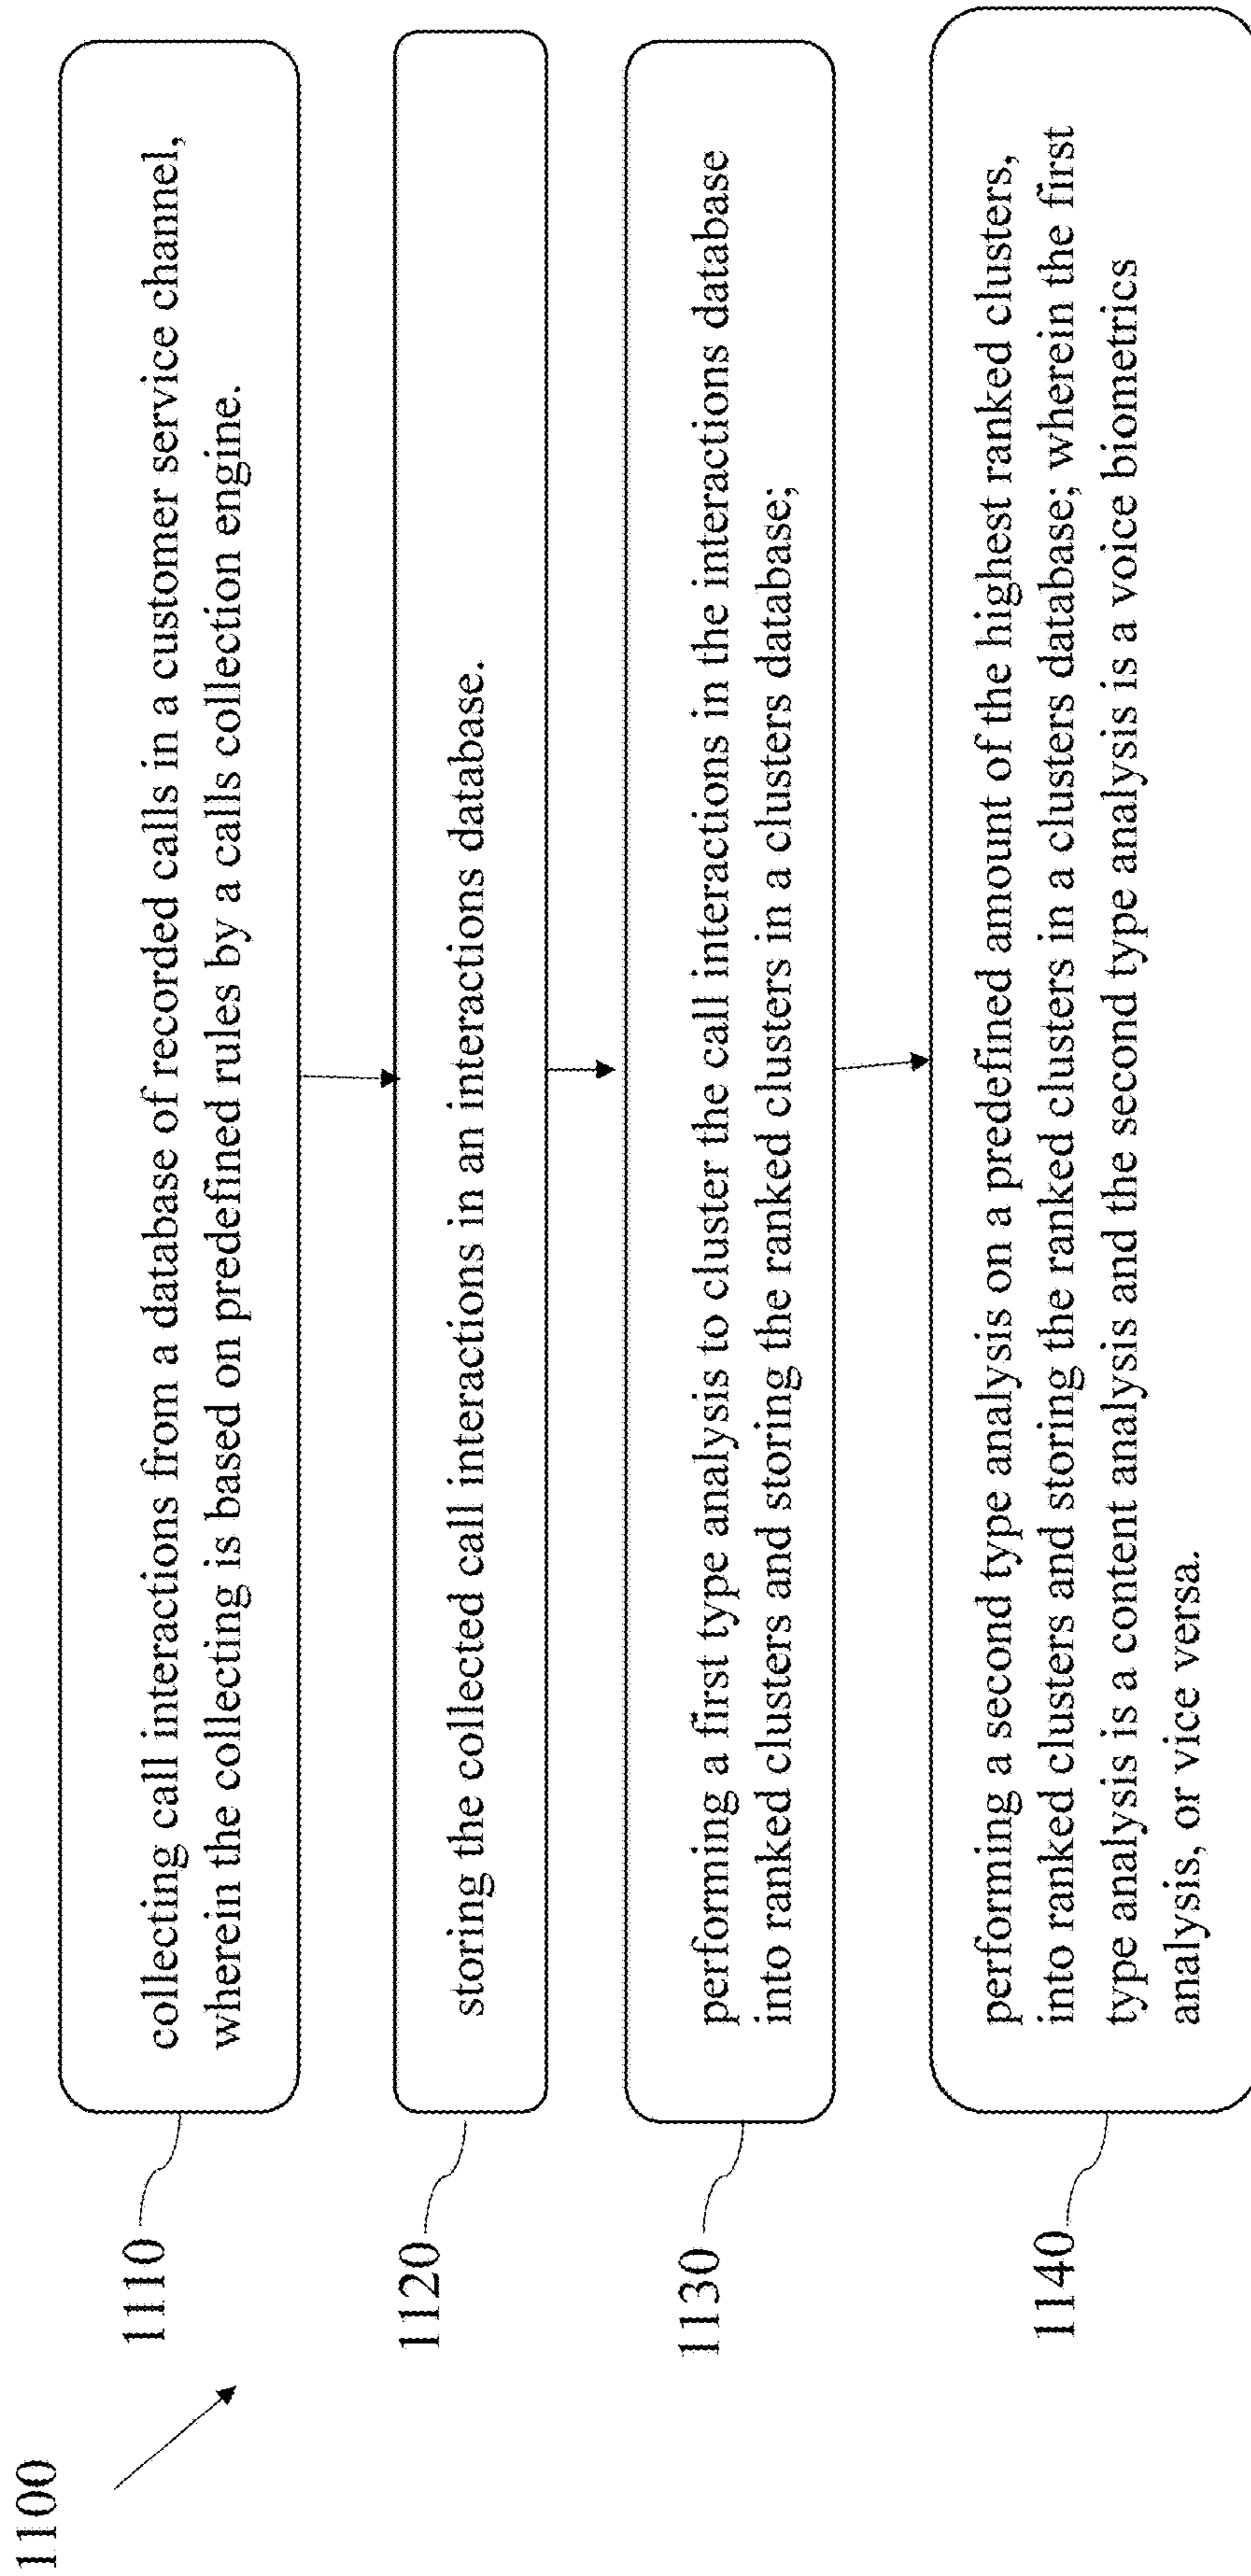 1100
1110
collecting call interactions from a database of recorded calls in a customer service channel,
wherein the collecting is based on predefined rules by a calls collection engine.
1120
storing the collected call interactions in an interactions database.
1130
performing a first type analysis to cluster the call interactions in the interactions database
into ranked clusters and storing the ranked clusters in a clusters database;
1140
performing a second type analysis on a predefined amount of the highest ranked clusters,
into ranked clusters and storing the ranked clusters in a clusters database; wherein the first
type analysis is a content analysis and the second type analysis is a voice biometrics
analysis, or vice versa.